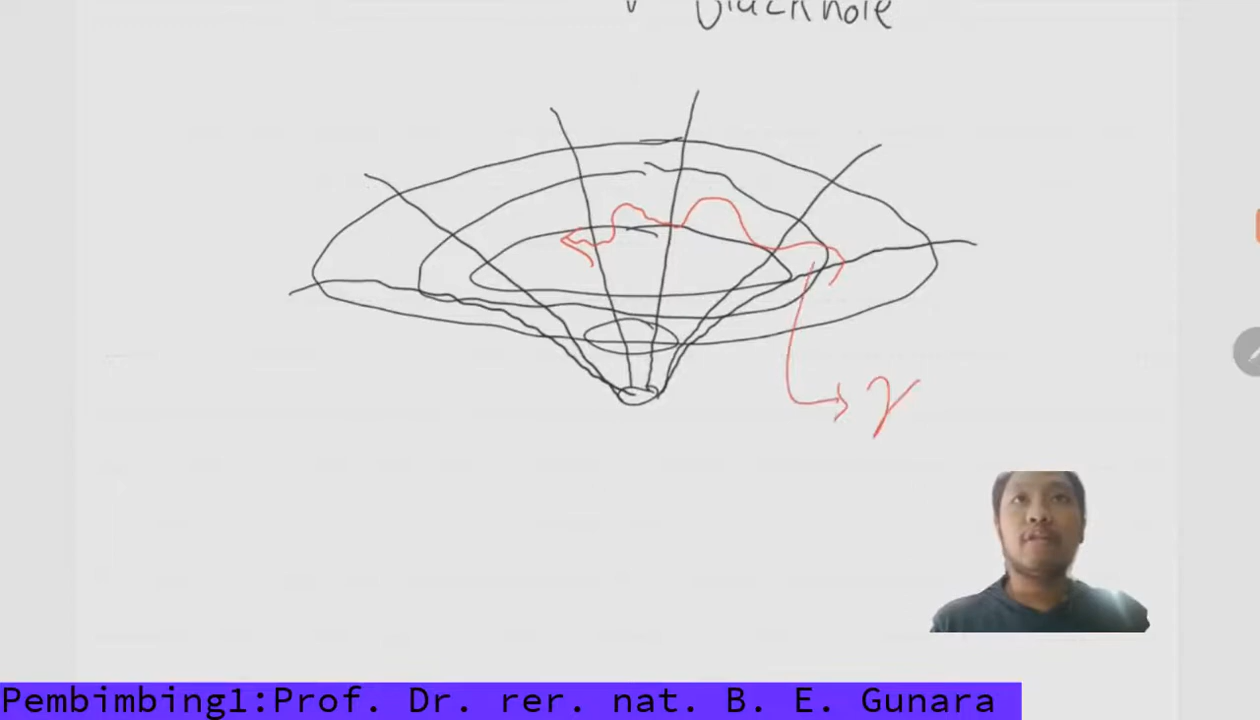 Black hole
γ
Pembimbing1:Prof. Dr. rer. nat. B. E. Gunara